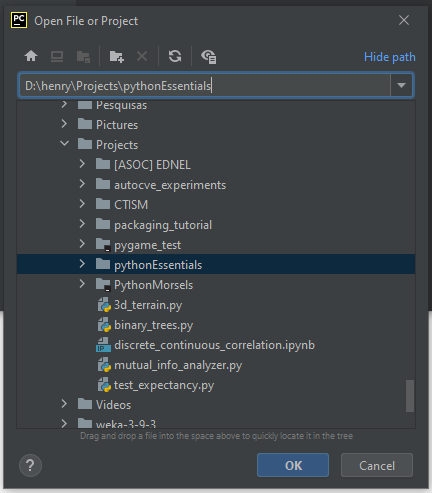 PC Open File or Project
Hide path
D:\henry\Projects\pythonEssentials
Pesquisas
Pictures
Projects
[ASOC] EDNEL
autocve_experiments
CTISM
packaging_tutorial
pygame_test
pythonEssentials
PythonMorsels
3d_terrain.py
binary_trees.py
IP discrete_continuous_correlation.ipynb
mutual_info_analyzer.py
test_expectancy.py
Videos
weka-3-9-3
Drag and drop a file into the space above to quickly locate it in the tree
? OK Cancel